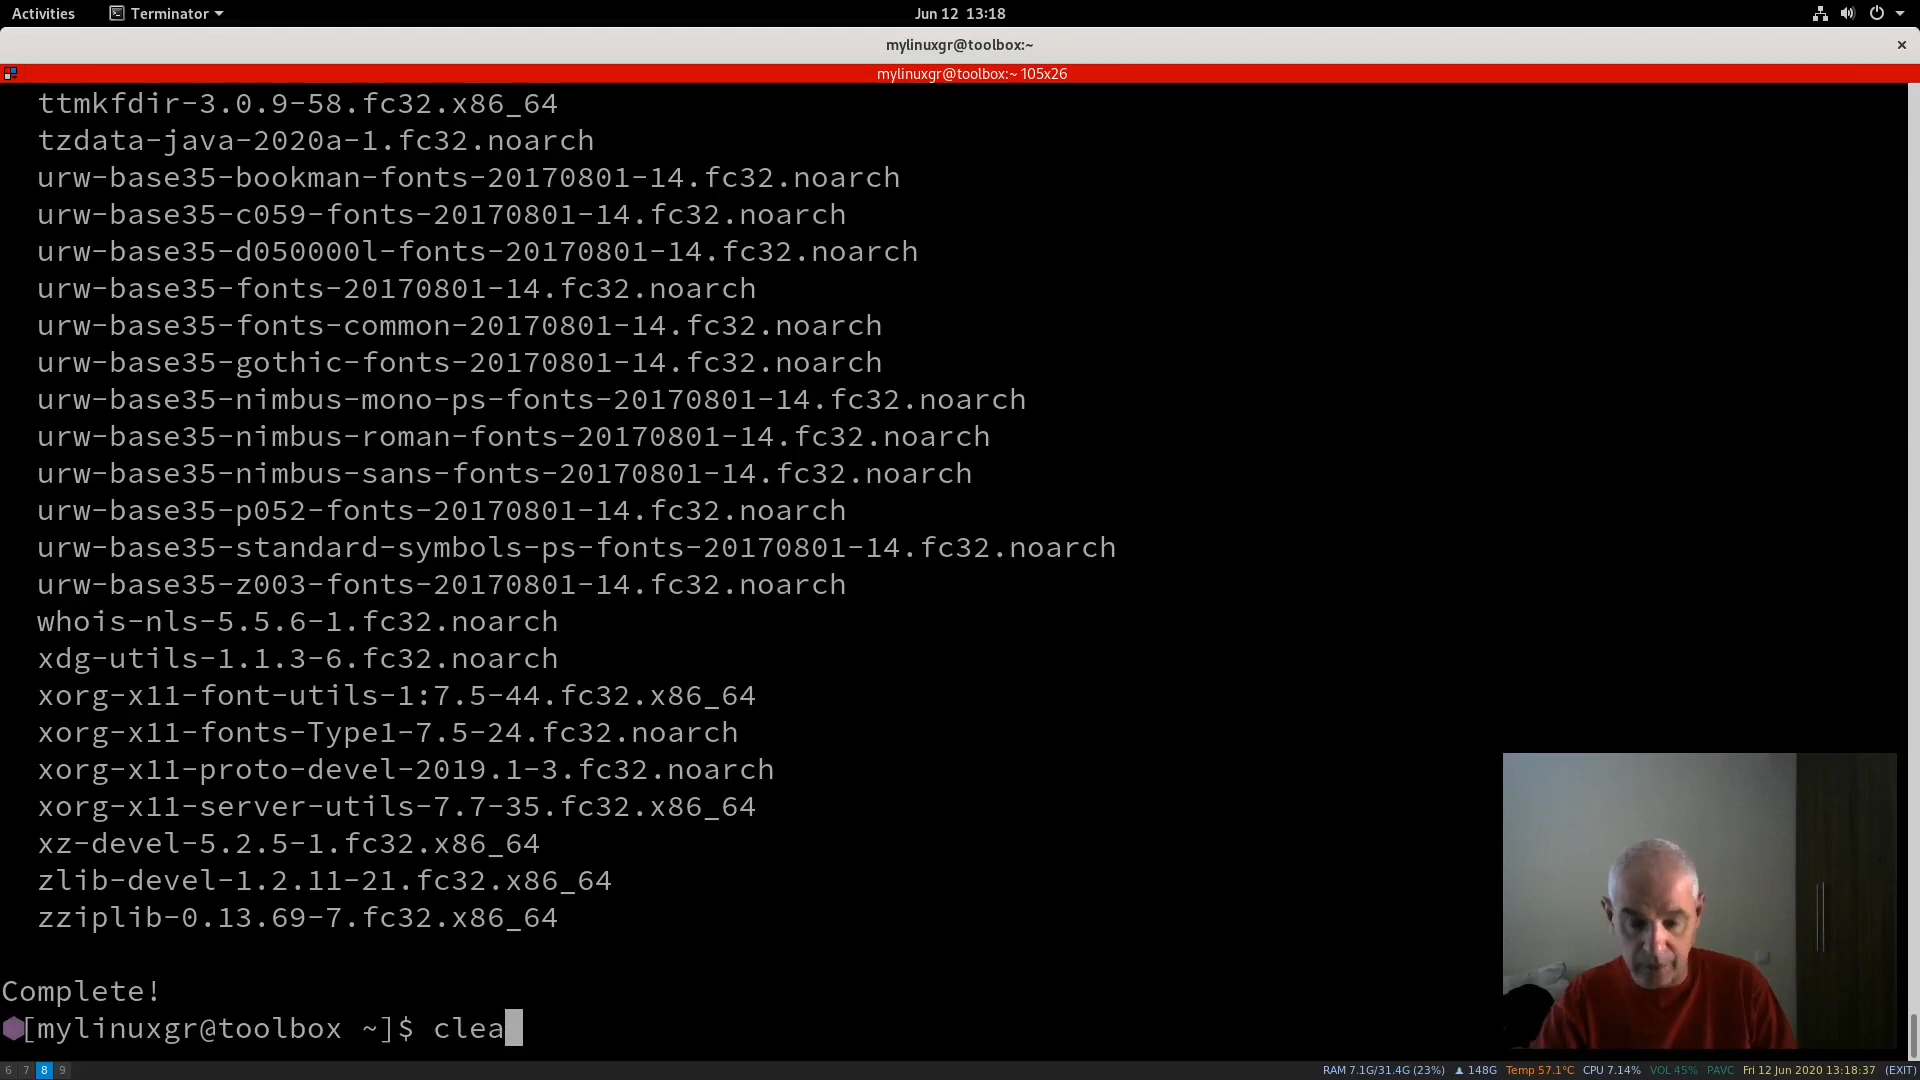 Activities Terminator Jun 12 13:18
mylinuxgr@toolbox:~ ×
mylinuxgr@toolbox:~ 105x26
ttmkfdir-3.0.9-58.fc32.x86_64
tzdata-java-2020a-1.fc32.noarch
urw-base35-bookman-fonts-20170801-14.fc32.noarch
urw-base35-c059-fonts-20170801-14.fc32.noarch
urw-base35-d050000l-fonts-20170801-14.fc32.noarch
urw-base35-fonts-20170801-14.fc32.noarch
urw-base35-fonts-common-20170801-14.fc32.noarch
urw-base35-gothic-fonts-20170801-14.fc32.noarch
urw-base35-nimbus-mono-ps-fonts-20170801-14.fc32.noarch
urw-base35-nimbus-roman-fonts-20170801-14.fc32.noarch
urw-base35-nimbus-sans-fonts-20170801-14.fc32.noarch
urw-base35-p052-fonts-20170801-14.fc32.noarch
urw-base35-standard-symbols-ps-fonts-20170801-14.fc32.noarch
urw-base35-z003-fonts-20170801-14.fc32.noarch
whois-nls-5.5.6-1.fc32.noarch
xdg-utils-1.1.3-6.fc32.noarch
xorg-x11-font-utils-1:7.5-44.fc32.x86_64
xorg-x11-fonts-Type1-7.5-24.fc32.noarch
xorg-x11-proto-devel-2019.1-3.fc32.noarch
xorg-x11-server-utils-7.7-35.fc32.x86_64
xz-devel-5.2.5-1.fc32.x86_64
zlib-devel-1.2.11-21.fc32.x86_64
zziplib-0.13.69-7.fc32.x86_64
Complete!
[mylinuxgr@toolbox ~]$ clea
6 7 8 9 RAM 7.1G/31.4G (23%) 148G Temp 57.1°C CPU 7.14% VOL 45% PAVC Fri 12 Jun 2020 13:18:37 (EXIT)